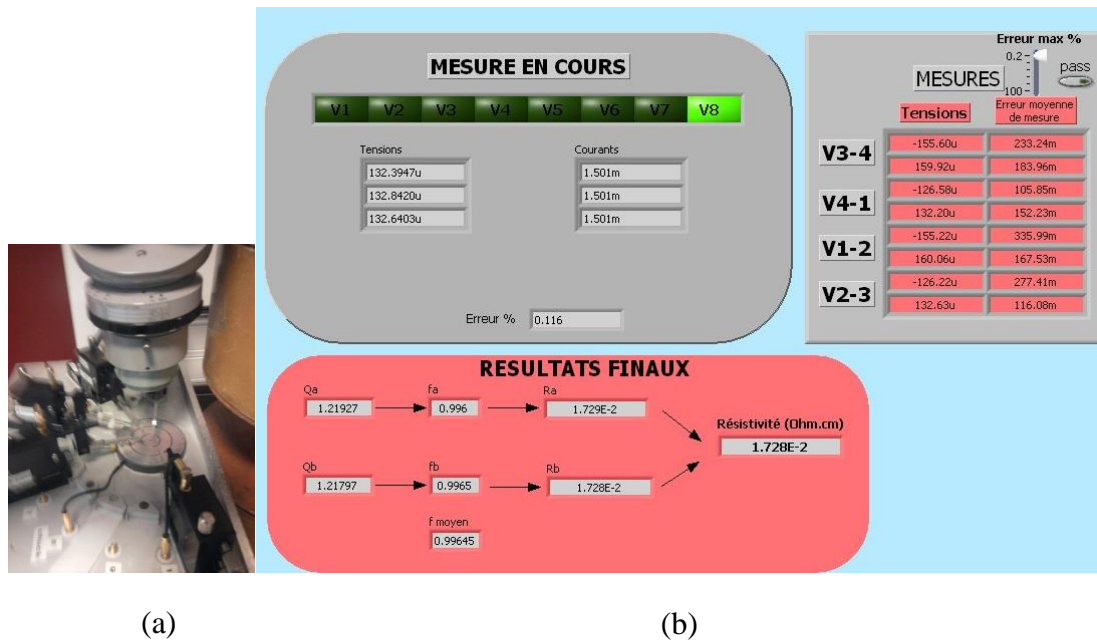 MESURE EN COURS
V1 V2 V3 V4 V5 V6 V7 V8
Tensions Courants
132.3947u 1.501m
132.8420u 1.501m
132.6403u 1.501m
Erreur % 0.116
Erreur max %
0.2
100
pass
MESURES
Tensions Erreur moyenne
de mesure
V3-4
-155.60u 233.24m
159.92u 183.96m
V4-1
-126.58u 105.85m
132.20u 152.23m
V1-2
-155.22u 335.99m
160.06u 167.53m
V2-3
-126.22u 277.41m
132.63u 116.08m
RESULTATS FINAUX
Qa fa Ra
1.21927 0.996 1.729E-2
Résistivité (Ohm.cm)
1.728E-2
Qb fb Rb
1.21797 0.9965 1.728E-2
f moyen
0.99645
(a) (b)